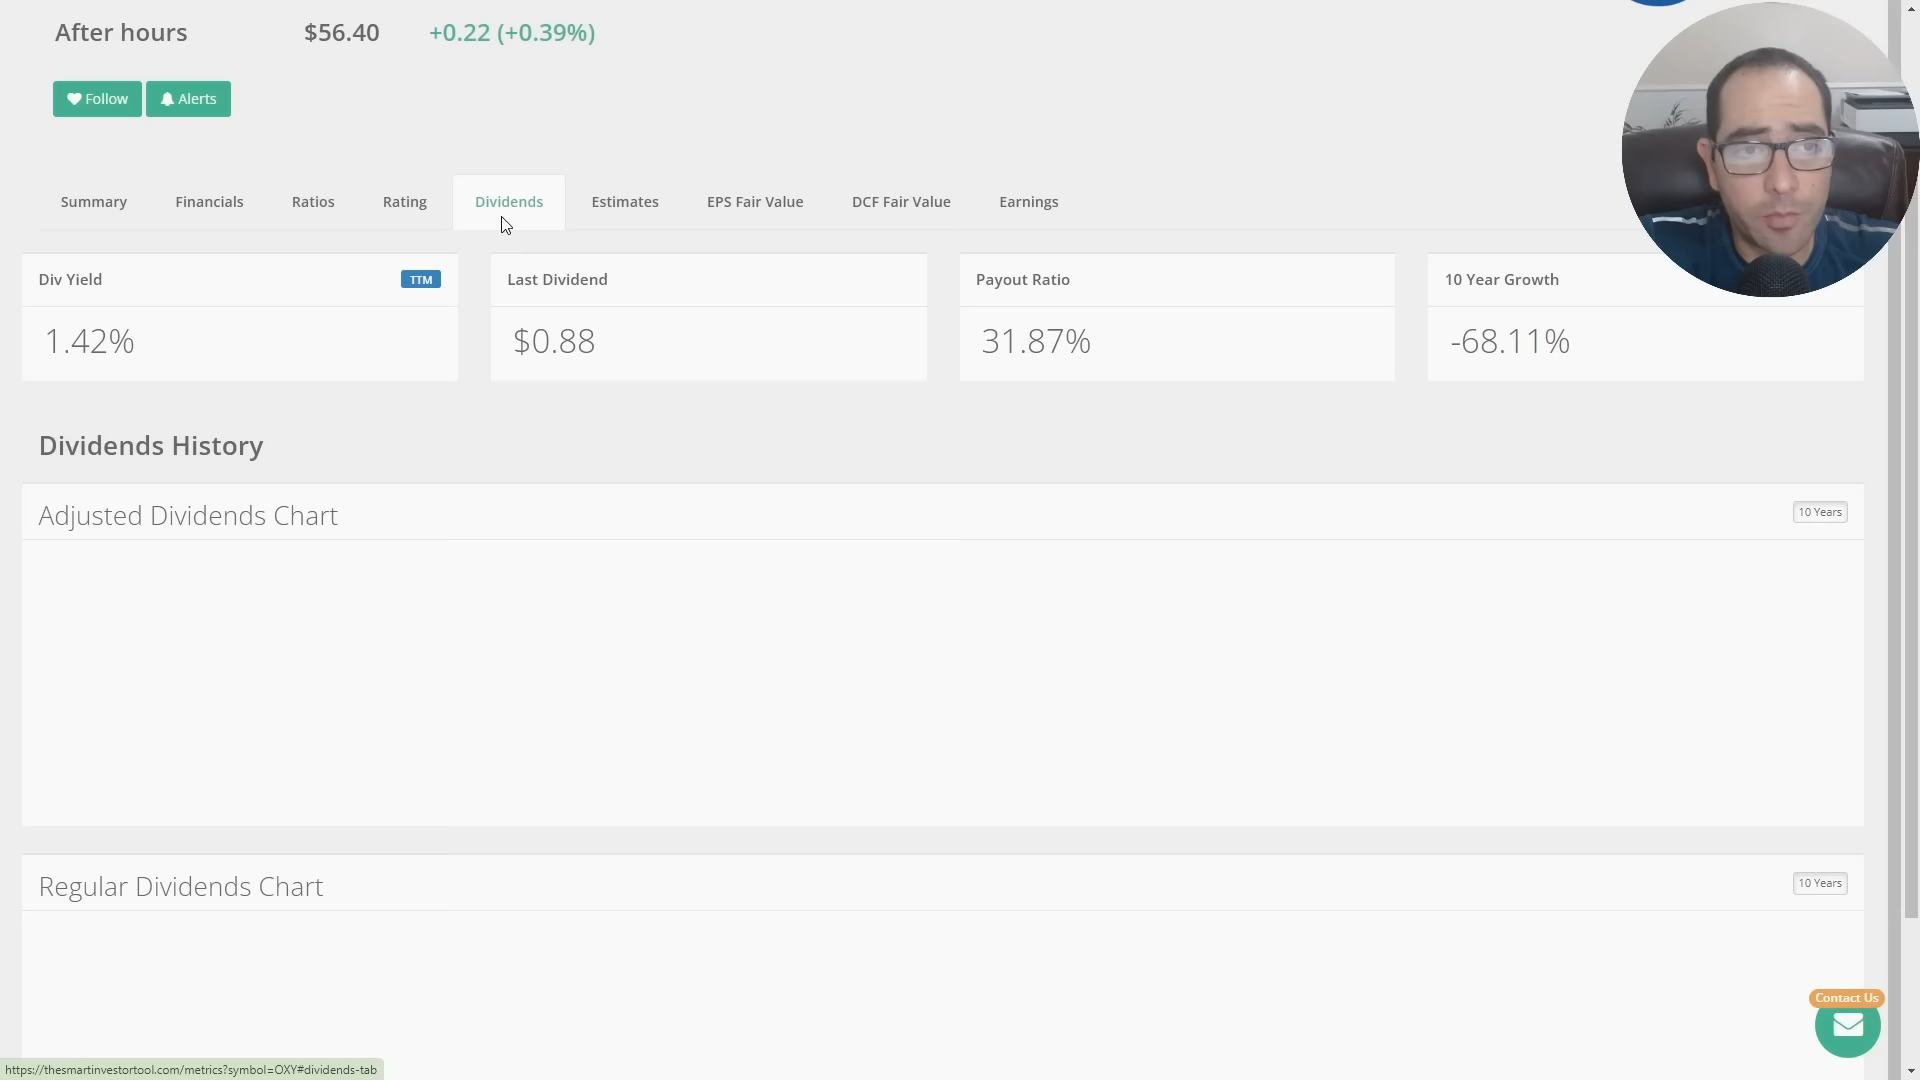 After hours $56.40 +0.22 (+0.39%)
Follow Alerts
Summary Financials Ratios Rating Dividends Estimates EPS Fair Value DCF Fair Value Earnings
Div Yield TTM Last Dividend Payout Ratio 10 Year Growth
1.42% $0.88 31.87% -68.11%
Dividends History
Adjusted Dividends Chart 10 Years
Regular Dividends Chart 10 Years
Contact Us
https://thesmartinvestortool.com/metrics?symbol=OXY#dividends-tab